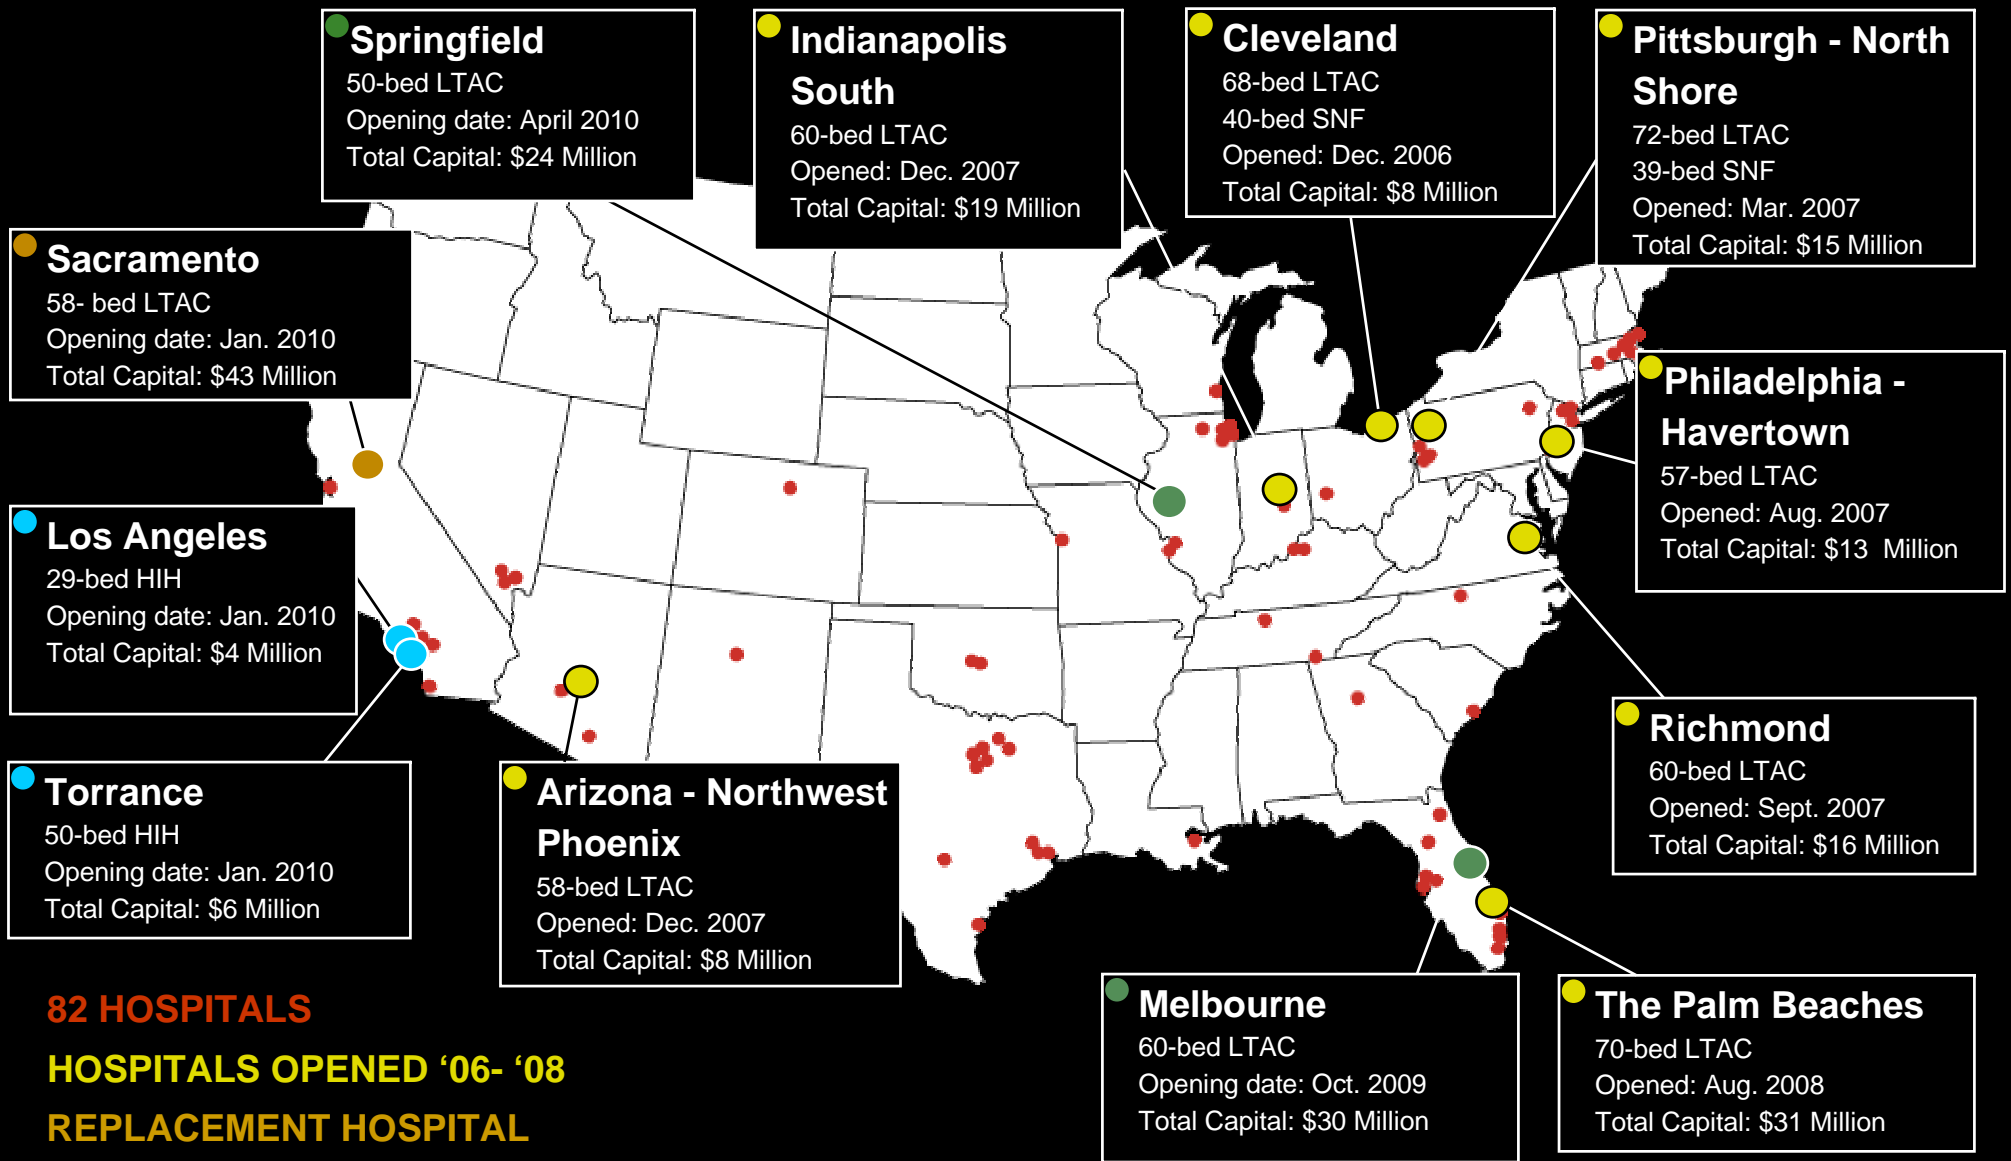 Springfield
50-bed LTAC
Opening date: April 2010
Total Capital: $24 Million
Indianapolis
South
60-bed LTAC
Opened: Dec. 2007
Total Capital: $19 Million
Cleveland
68-bed LTAC
40-bed SNF
Opened: Dec. 2006
Total Capital: $8 Million
Pittsburgh - North
Shore
72-bed LTAC
39-bed SNF
Opened: Mar. 2007
Total Capital: $15 Million
Sacramento
58- bed LTAC
Opening date: Jan. 2010
Total Capital: $43 Million
Philadelphia -
Havertown
57-bed LTAC
Opened: Aug. 2007
Total Capital: $13  Million
Los Angeles
29-bed HIH
Opening date: Jan. 2010
Total Capital: $4 Million
Richmond
60-bed LTAC
Opened: Sept. 2007
Total Capital: $16 Million
Torrance
50-bed HIH
Opening date: Jan. 2010
Total Capital: $6 Million
Arizona - Northwest
Phoenix
58-bed LTAC
Opened: Dec. 2007
Total Capital: $8 Million
Melbourne
60-bed LTAC
Opening date: Oct. 2009
Total Capital: $30 Million
The Palm Beaches
70-bed LTAC
Opened: Aug. 2008
Total Capital: $31 Million
82 HOSPITALS
HOSPITALS OPENED ‘06- ‘08
REPLACEMENT HOSPITAL